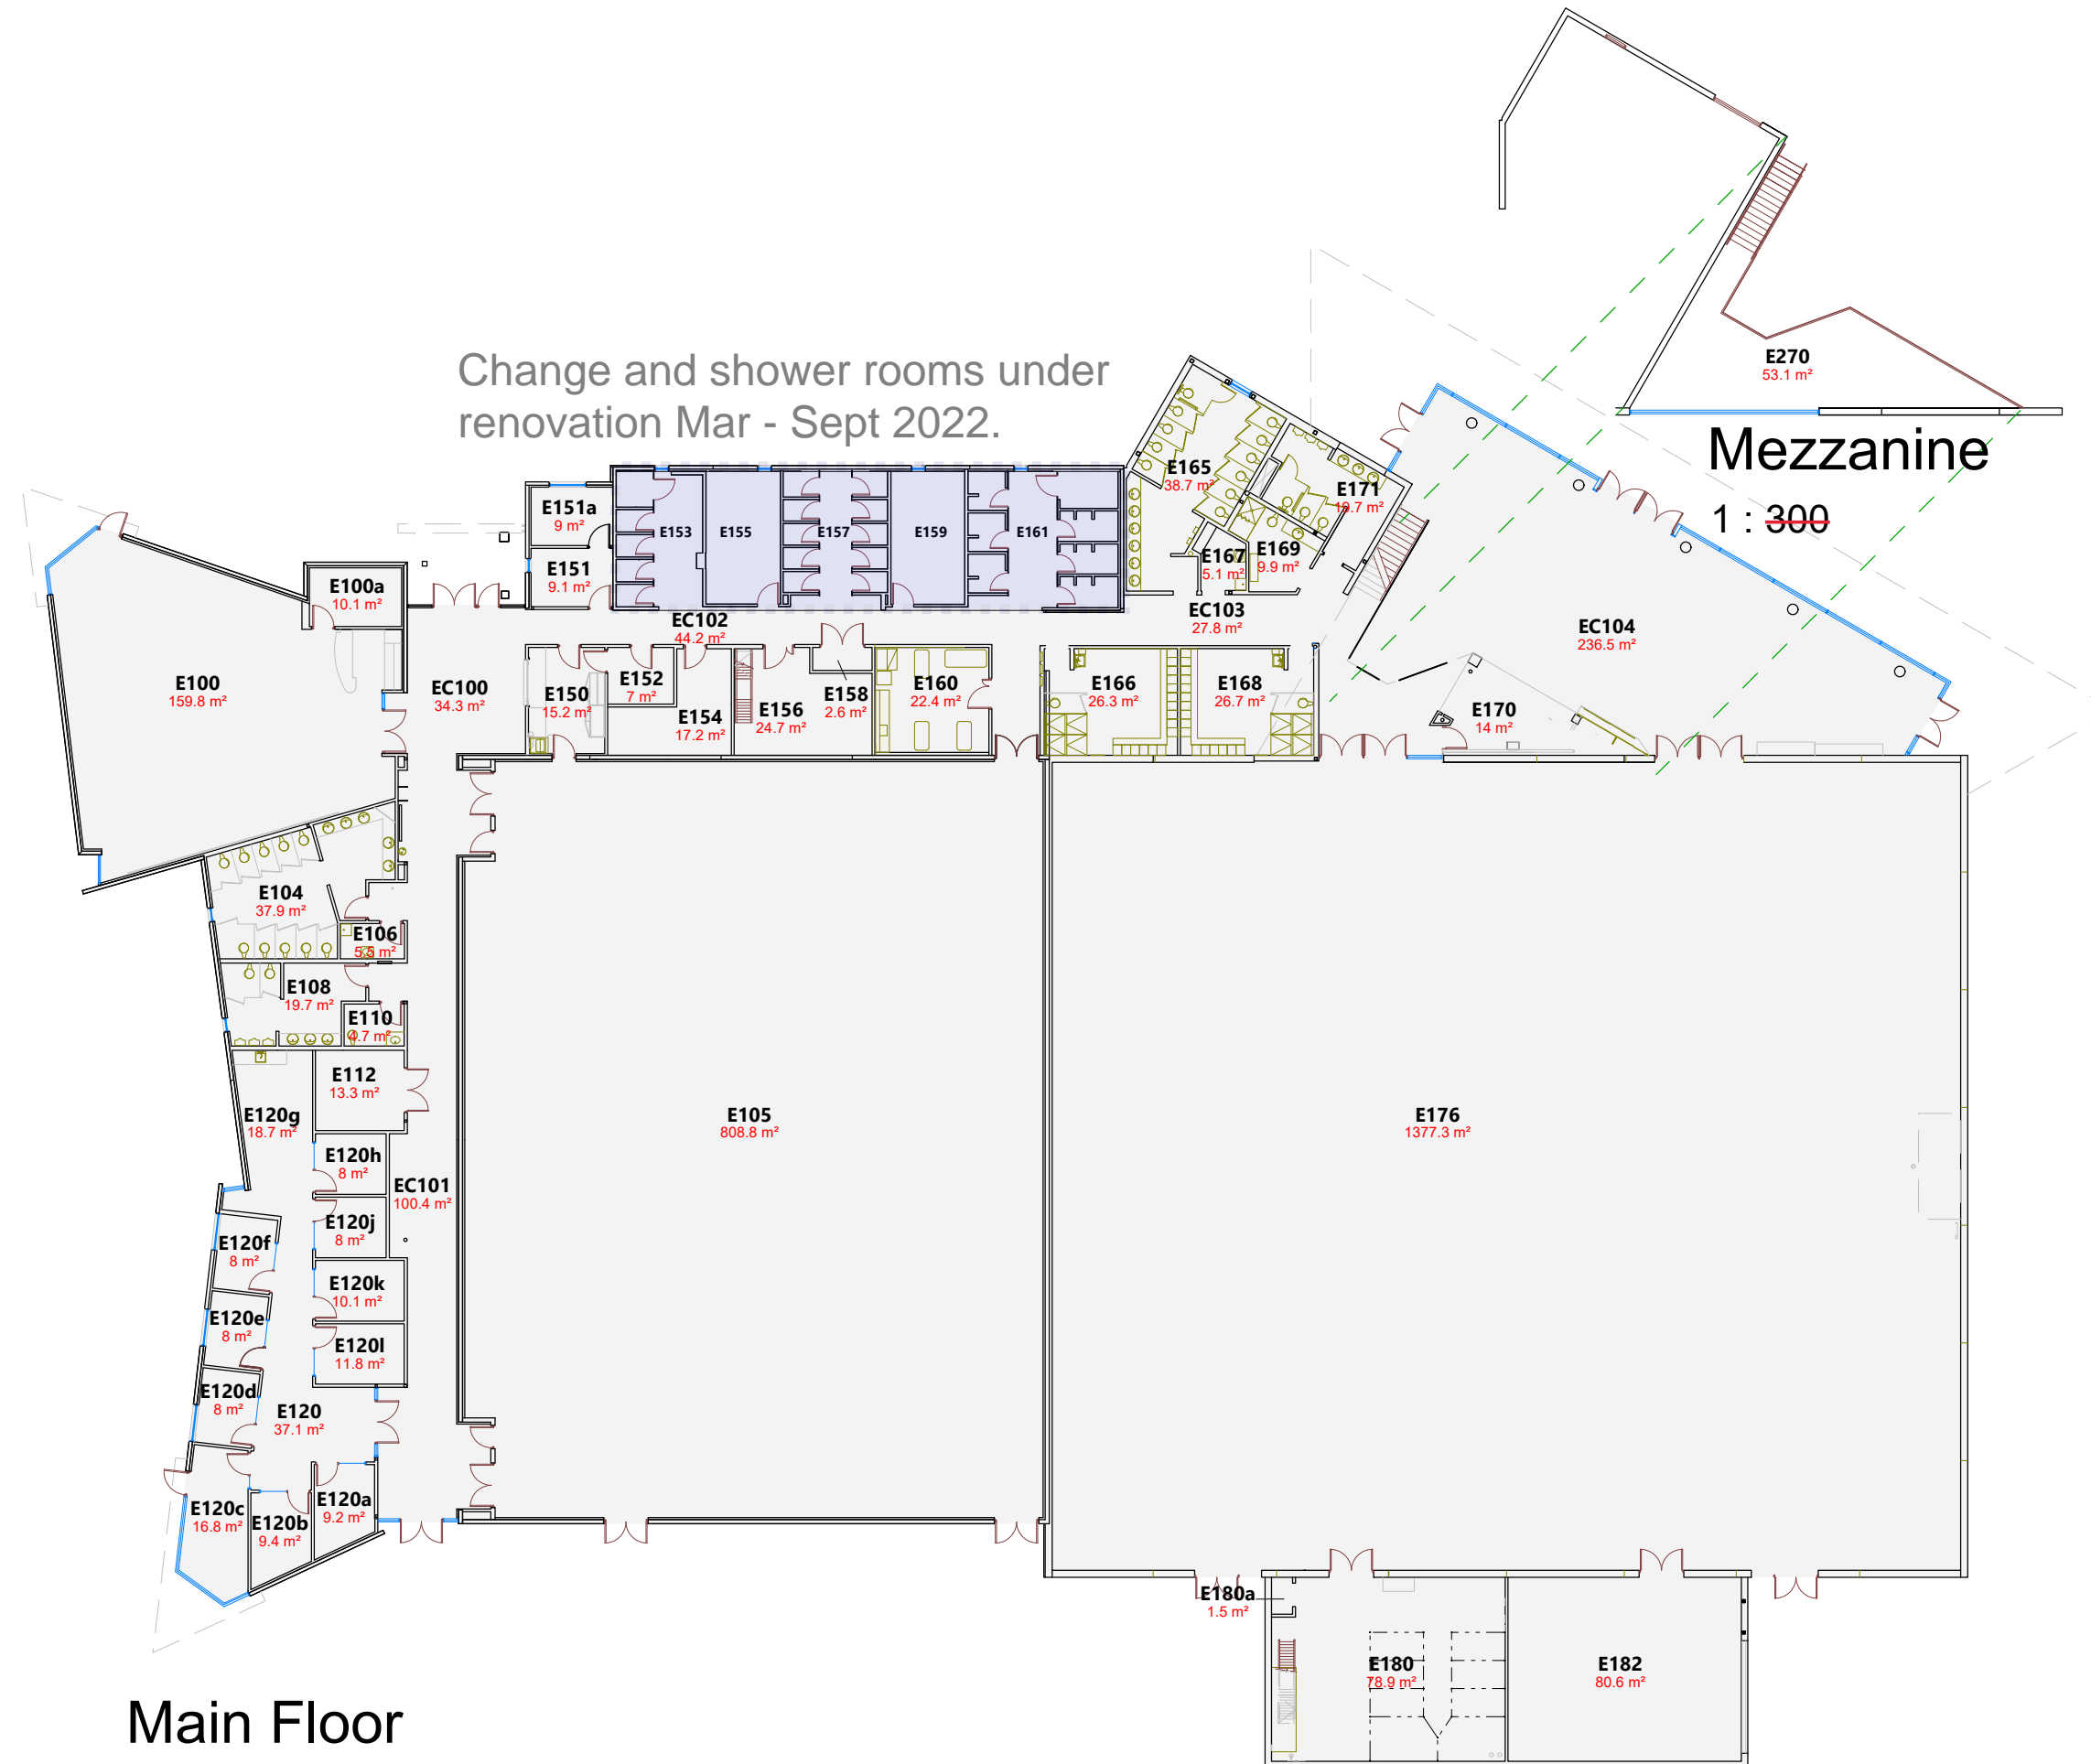 Change and shower rooms under
renovation Mar - Sept 2022.
E270
53.1 m²
Mezzanine
1 : 300
E165
38.7 m²
E171
19.7 m²
E151a
9 m²
E153
E155
E157
E159
E161
E167
5.1 m²
E169
9.9 m²
E151
9.1 m²
E100a
10.1 m²
EC102
44.2 m²
EC103
27.8 m²
EC104
236.5 m²
E100
159.8 m²
EC100
34.3 m²
E150
15.2 m²
E152
7 m²
E154
17.2 m²
E156
24.7 m²
E158
2.6 m²
E160
22.4 m²
E166
26.3 m²
E168
26.7 m²
E170
14 m²
E104
37.9 m²
E106
5.5 m²
E108
19.7 m²
E110
4.7 m²
E112
13.3 m²
E120g
18.7 m²
E105
808.8 m²
E176
1377.3 m²
E120h
8 m²
EC101
100.4 m²
E120j
8 m²
E120f
8 m²
E120k
10.1 m²
E120e
8 m²
E120l
11.8 m²
E120d
8 m²
E120
37.1 m²
E120c
16.8 m²
E120b
9.4 m²
E120a
9.2 m²
E180a
1.5 m²
E180
78.9 m²
E182
80.6 m²
Main Floor